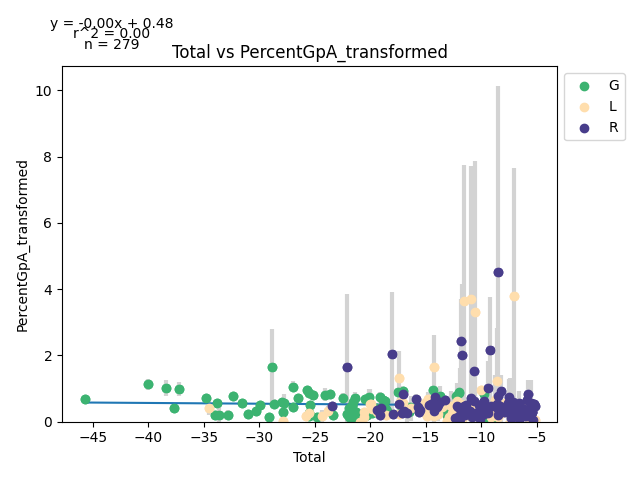 y = -0.00x + 0.48
r^2 = 0.00
n = 279
Total vs PercentGpA_transformed
G
L
R
PercentGpA_transformed
10
8
6
4
2
0
−45
−40
−35
−30
−25
−20
−15
−10
−5
Total